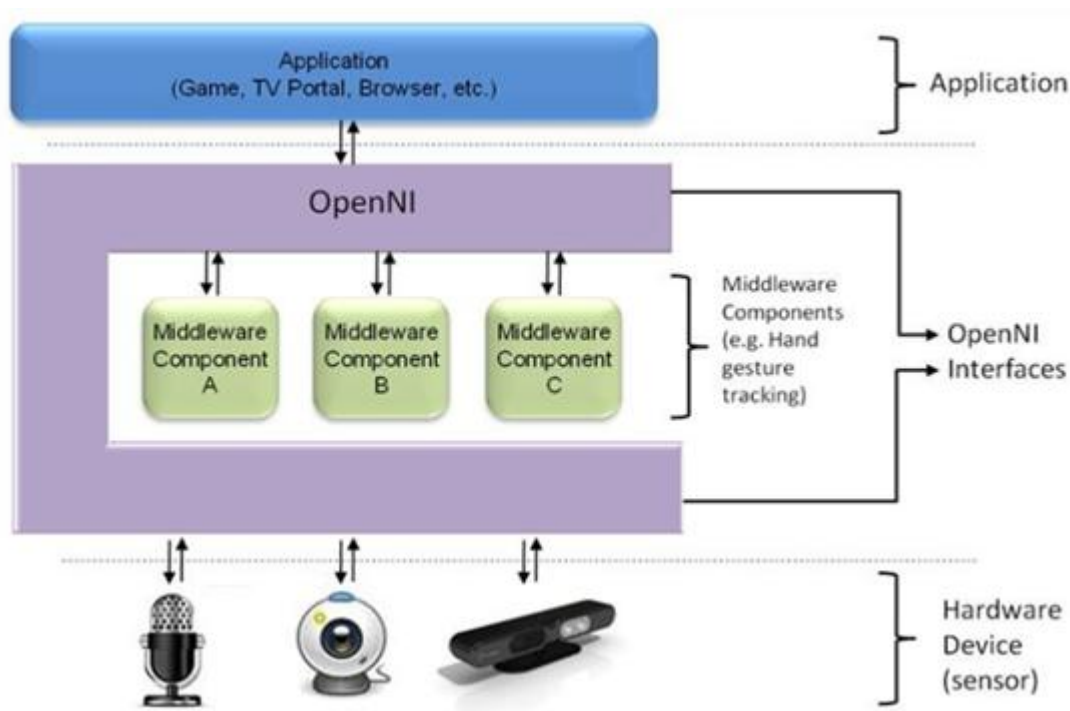 Application
(Game, TV Portal, Browser, etc.)
Application
OpenNI
Middleware
Component
A
Middleware
Component
B
Middleware
Component
C
Middleware
Components
(e.g. Hand
gesture
tracking)
OpenNI
Interfaces
Hardware
Device
(sensor)